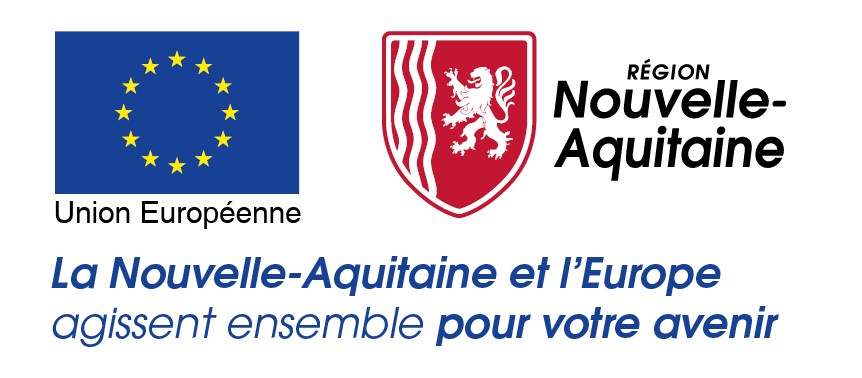 Union Européenne
RÉGION
Nouvelle-
Aquitaine
La Nouvelle-Aquitaine et l’Europe
agissent ensemble pour votre avenir